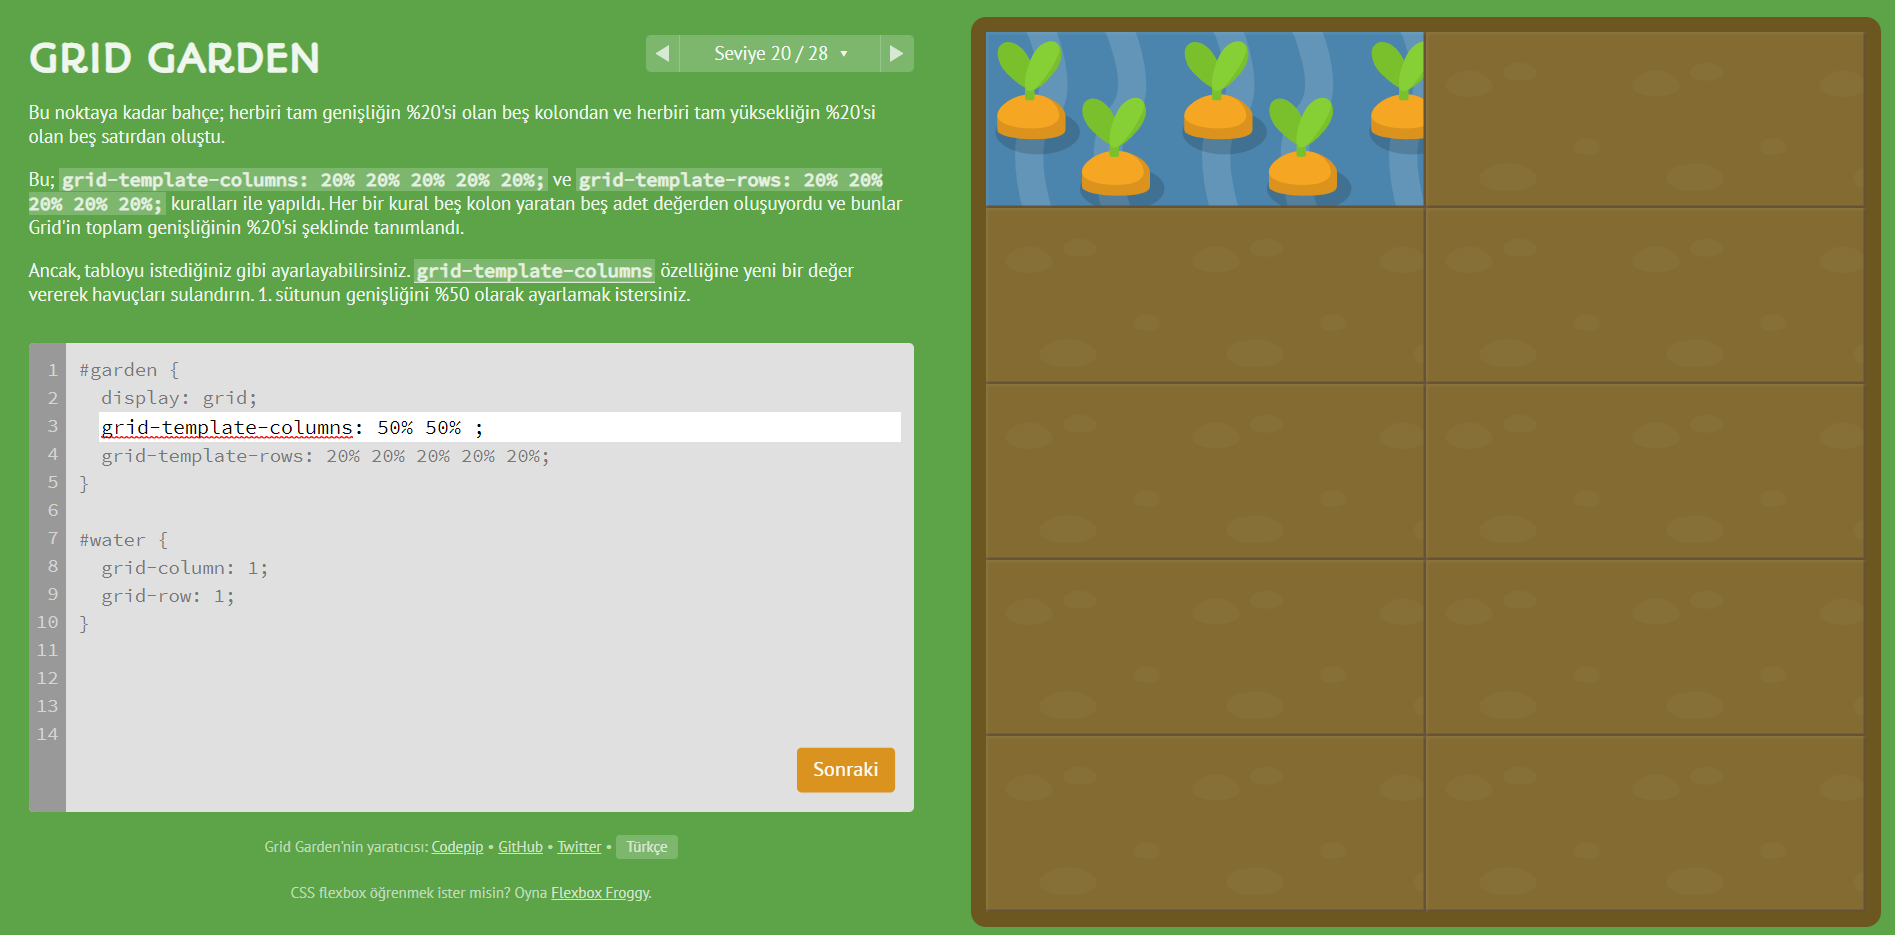 GRID GARDEN
◀ Seviye 20 / 28 ▼ ▶
Bu noktaya kadar bahçe; herbiri tam genişliğin %20'si olan beş kolondan ve herbiri tam yüksekliğin %20'si
olan beş satırdan oluştu.
Bu; grid-template-columns: 20% 20% 20% 20% 20%; ve grid-template-rows: 20% 20%
20% 20% 20%; kuralları ile yapıldı. Her bir kural beş kolon yaratan beş adet değerden oluşuyordu ve bunlar
Grid'in toplam genişliğinin %20'si şeklinde tanımlandı.
Ancak, tabloyu istediğiniz gibi ayarlayabilirsiniz. grid-template-columns özelliğine yeni bir değer
vererek havuçları sulandırın. 1. sütunun genişliğini %50 olarak ayarlamak istersiniz.
1 #garden {
2 display: grid;
3 grid-template-columns: 50% 50% ;
4 grid-template-rows: 20% 20% 20% 20% 20%;
5 }
6
7 #water {
8 grid-column: 1;
9 grid-row: 1;
10 }
11
12
13
14
Sonraki
Grid Garden'nin yaratıcısı: Codepip • GitHub • Twitter • Türkçe
CSS flexbox öğrenmek ister misin? Oyna Flexbox Froggy.